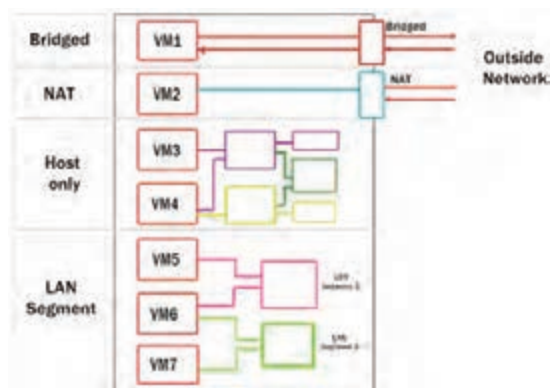 Bridged
VM1
Bridged
Outside
Network
NAT
VM2
NAT
Host
only
VM3
VM4
LAN
Segment
VM5
VM6
VM7